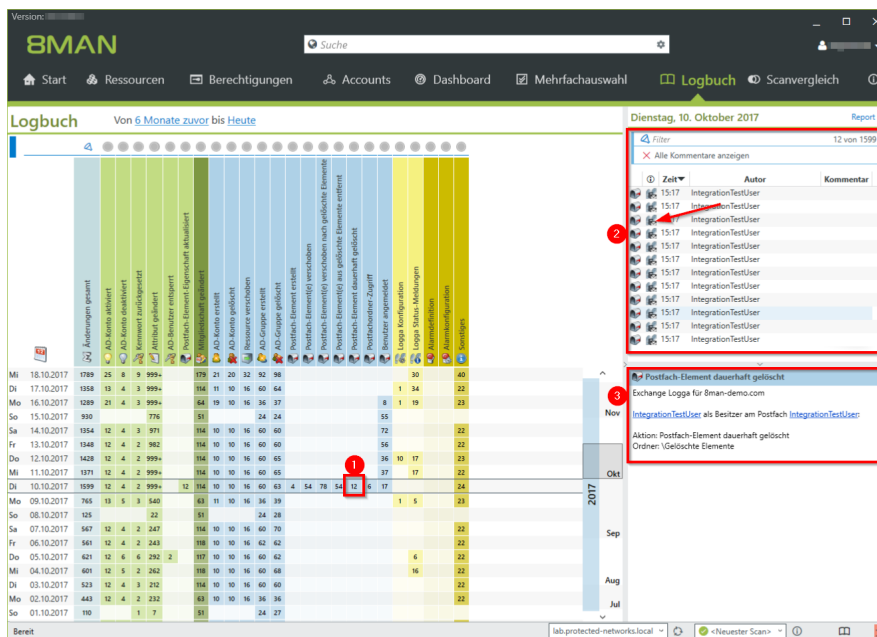 Version:
8MAN
Suche
Start Ressourcen Berechtigungen Accounts Dashboard Mehrfachauswahl Logbuch Scanvergleich
Logbuch Von 6 Monate zuvor bis Heute
Änderungen gesamt
AD-Konto aktiviert
AD-Konto deaktiviert
Kennwort zurückgesetzt
Attribut geändert
AD-Benutzer entsperrt
Postfach-Element-Eigenschaft aktualisiert
Mitgliedschaft geändert
AD-Konto erstellt
AD-Konto gelöscht
Ressource verschoben
AD-Gruppe erstellt
AD-Gruppe gelöscht
Postfach-Element erstellt
Postfach-Element(e) verschoben
Postfach-Element(e) verschoben nach gelöschte Elemente
Postfach-Element(e) aus gelöschte Elemente entfernt
Postfach-Element dauerhaft gelöscht
Postfachordner-Zugriff
Benutzer angemeldet
Logga Konfiguration
Logga Status-Meldungen
Alarmdefinition
Alarmkonfiguration
Sonstiges
Mi 18.10.2017 1789 25 8 9 999+ 179 21 20 32 92 98 30 40
Di 17.10.2017 1358 13 4 3 999+ 114 11 10 16 60 64 1 34 22
Mo 16.10.2017 1289 21 4 3 999+ 64 19 10 16 36 37 8 1 19 23
So 15.10.2017 930 776 51 24 24 55
Sa 14.10.2017 1354 12 4 3 971 114 10 10 16 60 60 72 22
Fr 13.10.2017 1348 12 4 2 982 114 10 10 16 60 60 56 22
Do 12.10.2017 1428 12 4 2 999+ 114 10 10 16 60 65 36 10 17 23
Mi 11.10.2017 1371 12 4 2 999+ 114 10 10 16 60 65 37 17 22
Di 10.10.2017 1599 12 4 2 999+ 12 114 10 10 16 60 63 4 54 78 54 12 6 17 24
Mo 09.10.2017 765 13 5 3 540 63 11 10 16 36 39 1 5 23
So 08.10.2017 125 22 51 24 28
Sa 07.10.2017 567 12 4 2 247 114 10 10 16 60 70 22
Fr 06.10.2017 561 12 4 2 243 118 10 10 16 62 62 22
Do 05.10.2017 621 12 6 6 292 2 117 10 10 16 60 62 6 22
Mi 04.10.2017 601 12 5 2 262 118 10 10 16 60 68 16 22
Di 03.10.2017 523 12 4 3 212 114 10 10 16 60 60 22
Mo 02.10.2017 443 12 4 2 232 63 10 10 16 36 36 22
So 01.10.2017 110 1 7 51 24 27
Nov
Okt
2017
Sep
Aug
Jul
1
Dienstag, 10. Oktober 2017 Report
Filter 12 von 1599
Alle Kommentare anzeigen
Zeit Autor Kommentar
15:17 IntegrationTestUser
15:17 IntegrationTestUser
15:17 IntegrationTestUser
15:17 IntegrationTestUser
15:17 IntegrationTestUser
15:17 IntegrationTestUser
15:17 IntegrationTestUser
15:17 IntegrationTestUser
15:17 IntegrationTestUser
15:17 IntegrationTestUser
15:17 IntegrationTestUser
15:17 IntegrationTestUser
2
Postfach-Element dauerhaft gelöscht
3
Exchange Logga für 8man-demo.com
IntegrationTestUser als Besitzer am Postfach IntegrationTestUser:
Aktion: Postfach-Element dauerhaft gelöscht
Ordner: \Gelöschte Elemente
Bereit lab.protected-networks.local <Neuester Scan>